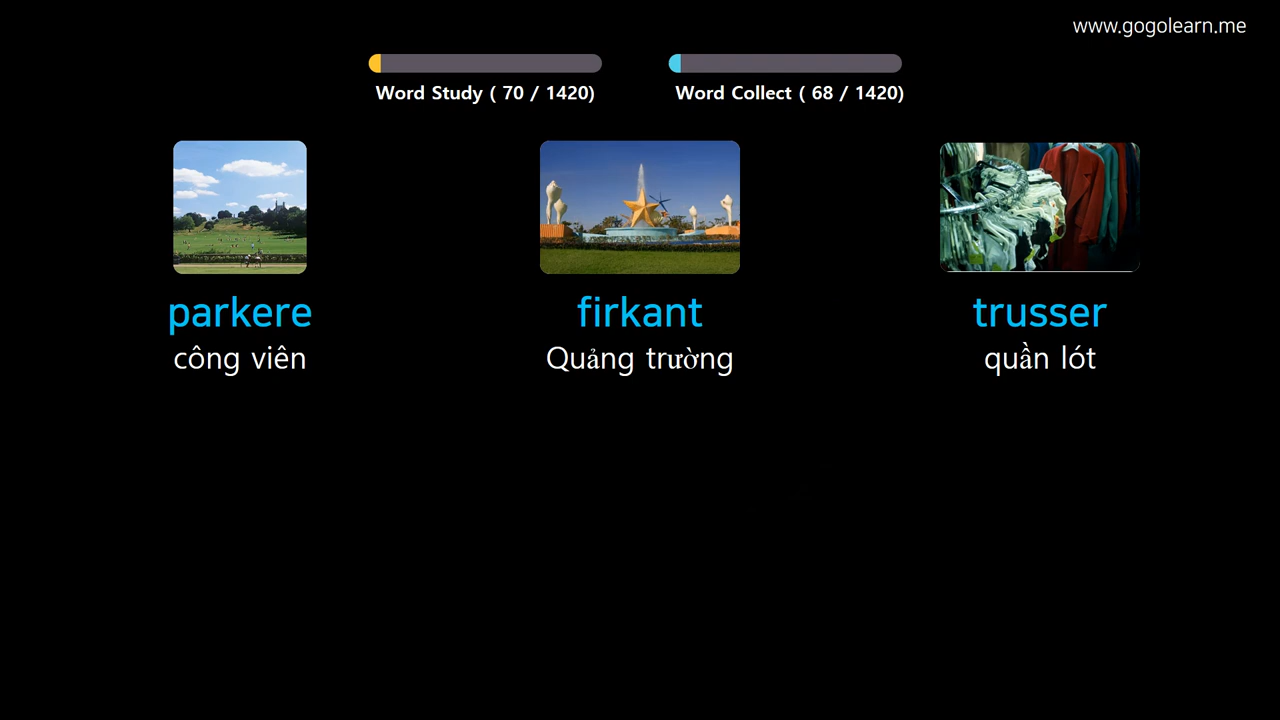 www.gogolearn.me
Word Study ( 70 / 1420)
Word Collect ( 68 / 1420)
parkere
firkant
trusser
công viên
Quảng trường
quần lót